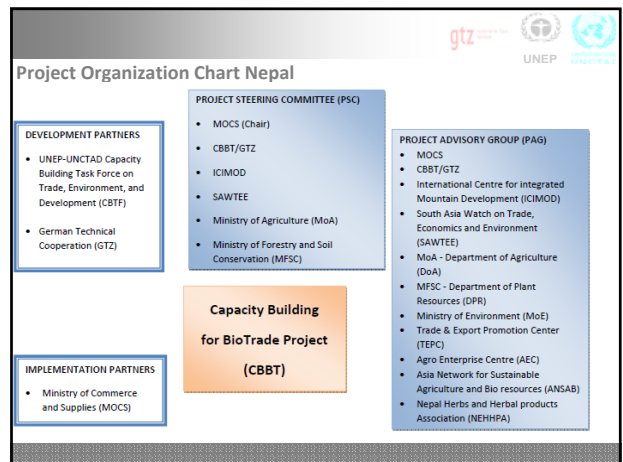 gtz
UNEP
UNCTAD
Project Organization Chart Nepal
DEVELOPMENT PARTNERS
• UNEP-UNCTAD Capacity
Building Task Force on
Trade, Environment, and
Development (CBTF)
• German Technical
Cooperation (GTZ)
IMPLEMENTATION PARTNERS
• Ministry of Commerce
and Supplies (MOCS)
PROJECT STEERING COMMITTEE (PSC)
• MOCS (Chair)
• CBBT/GTZ
• ICIMOD
• SAWTEE
• Ministry of Agriculture (MoA)
• Ministry of Forestry and Soil
Conservation (MFSC)
Capacity Building
for BioTrade Project
(CBBT)
PROJECT ADVISORY GROUP (PAG)
• MOCS
• CBBT/GTZ
• International Centre for integrated
Mountain Development (ICIMOD)
• South Asia Watch on Trade,
Economics and Environment
(SAWTEE)
• MoA - Department of Agriculture
(DoA)
• MFSC - Department of Plant
Resources (DPR)
• Ministry of Environment (MoE)
• Trade & Export Promotion Center
(TEPC)
• Agro Enterprise Centre (AEC)
• Asia Network for Sustainable
Agriculture and Bio resources (ANSAB)
• Nepal Herbs and Herbal products
Association (NEHHPA)